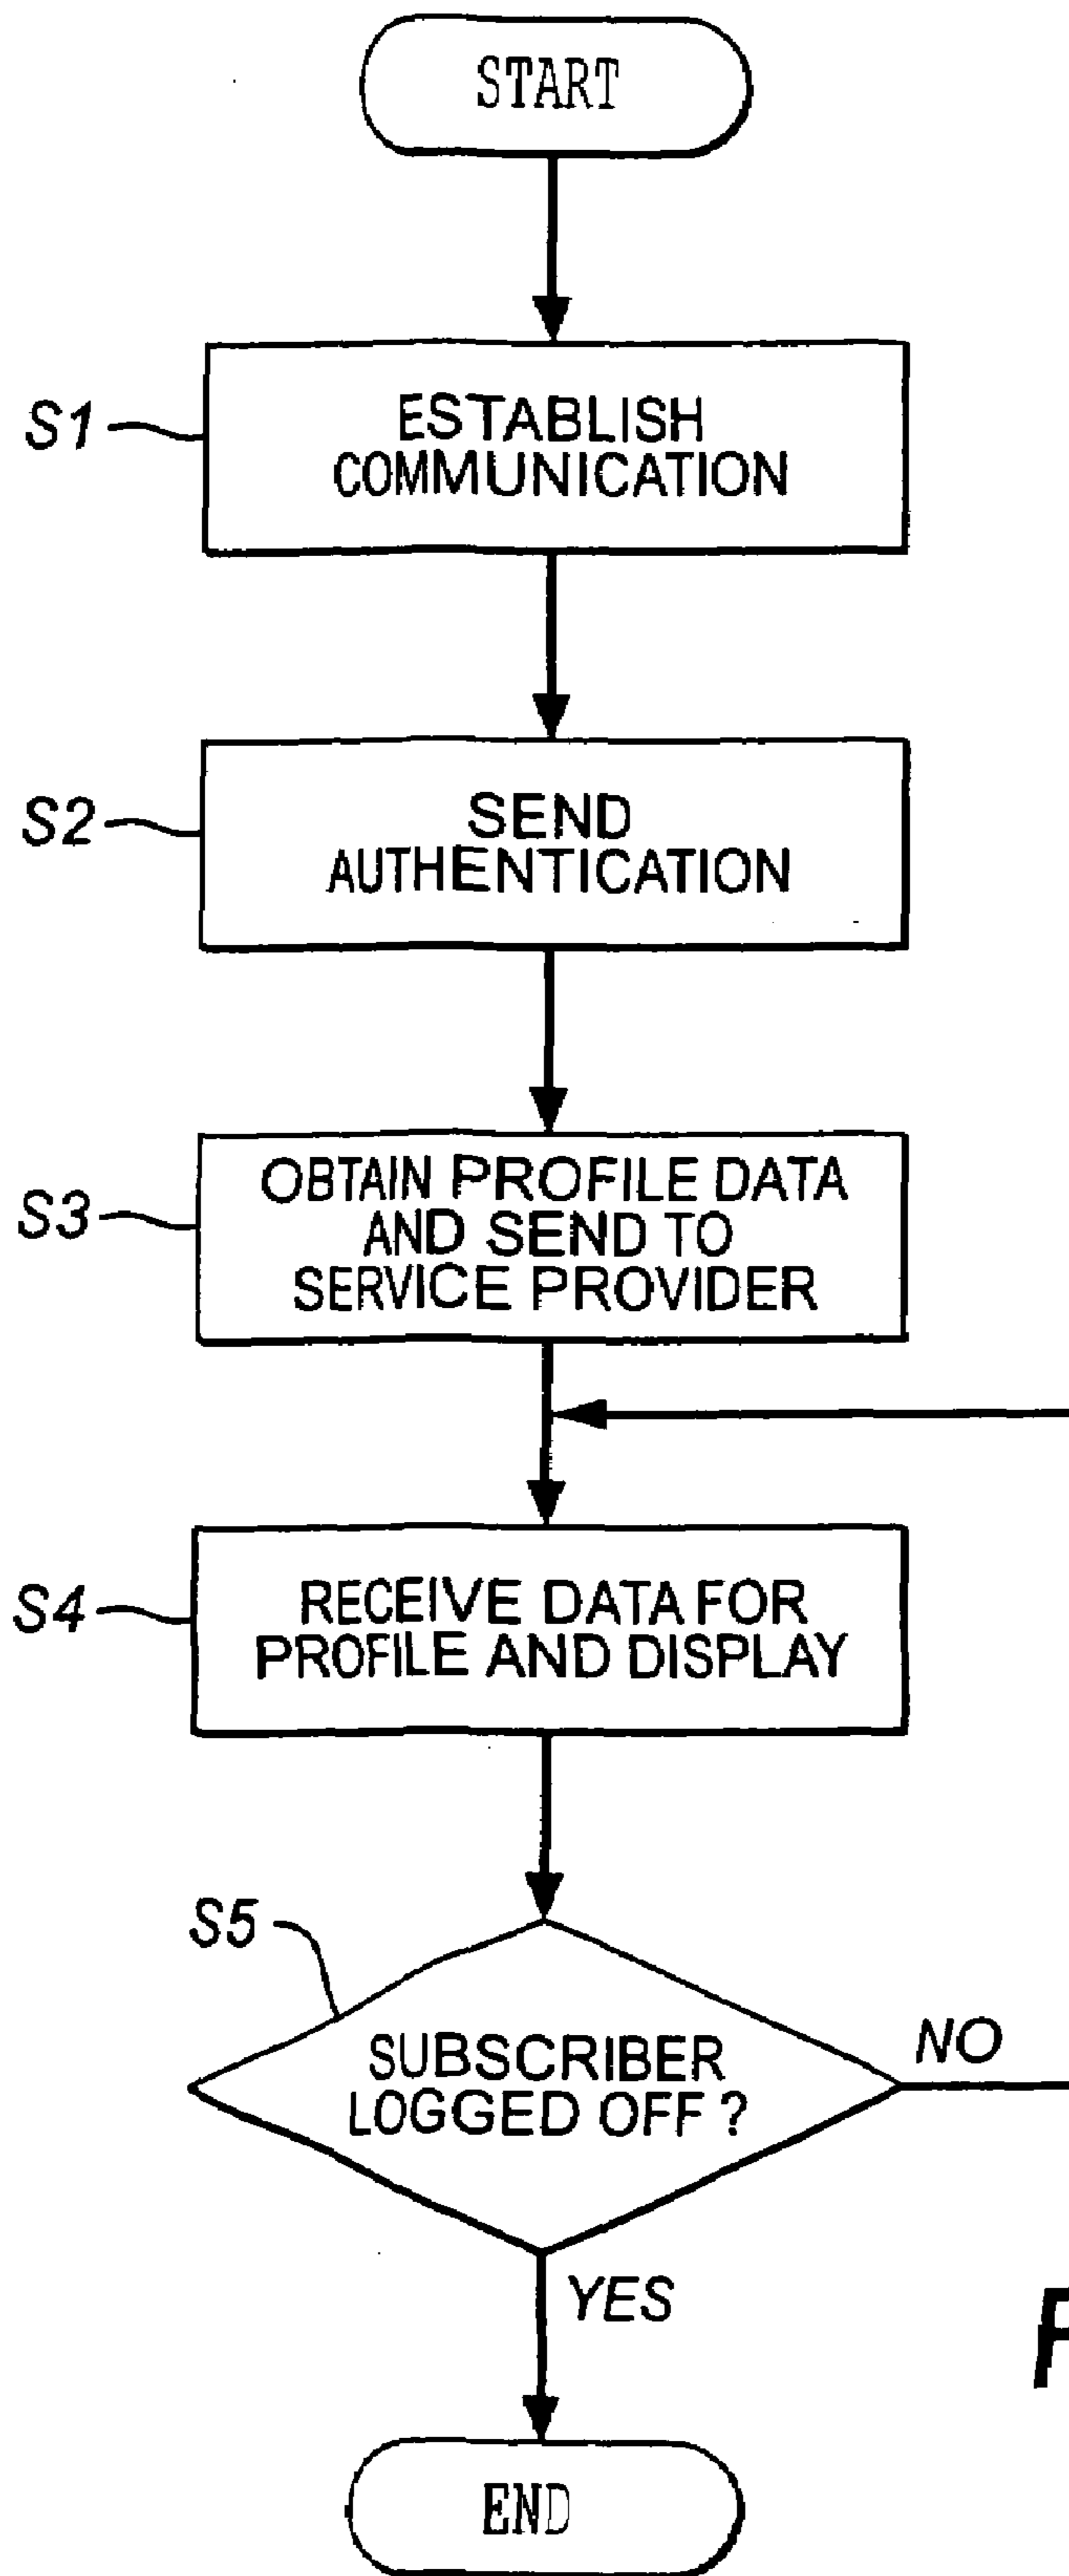 START
S1
ESTABLISH
COMMUNICATION
S2
SEND
AUTHENTICATION
S3
OBTAIN PROFILE DATA
AND SEND TO
SERVICE PROVIDER
S4
RECEIVE DATA FOR
PROFILE AND DISPLAY
S5
SUBSCRIBER
LOGGED OFF ?
NO
YES
END